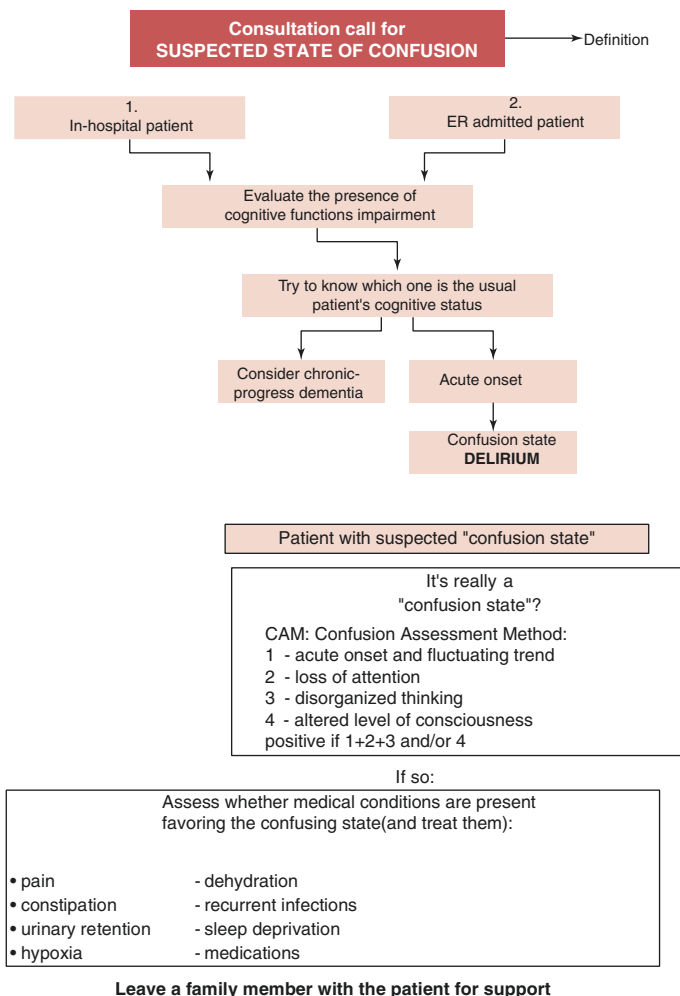 Consultation call for
SUSPECTED STATE OF CONFUSION
Definition
1.
In-hospital patient
2.
ER admitted patient
Evaluate the presence of
cognitive functions impairment
Try to know which one is the usual
patient's cognitive status
Consider chronic-
progress dementia
Acute onset
Confusion state
DELIRIUM
Patient with suspected "confusion state"
It's really a
"confusion state"?
CAM: Confusion Assessment Method:
1 - acute onset and fluctuating trend
2 - loss of attention
3 - disorganized thinking
4 - altered level of consciousness
positive if 1+2+3 and/or 4
If so:
Assess whether medical conditions are present
favoring the confusing state(and treat them):
• pain - dehydration
• constipation - recurrent infections
• urinary retention - sleep deprivation
• hypoxia - medications
Leave a family member with the patient for support